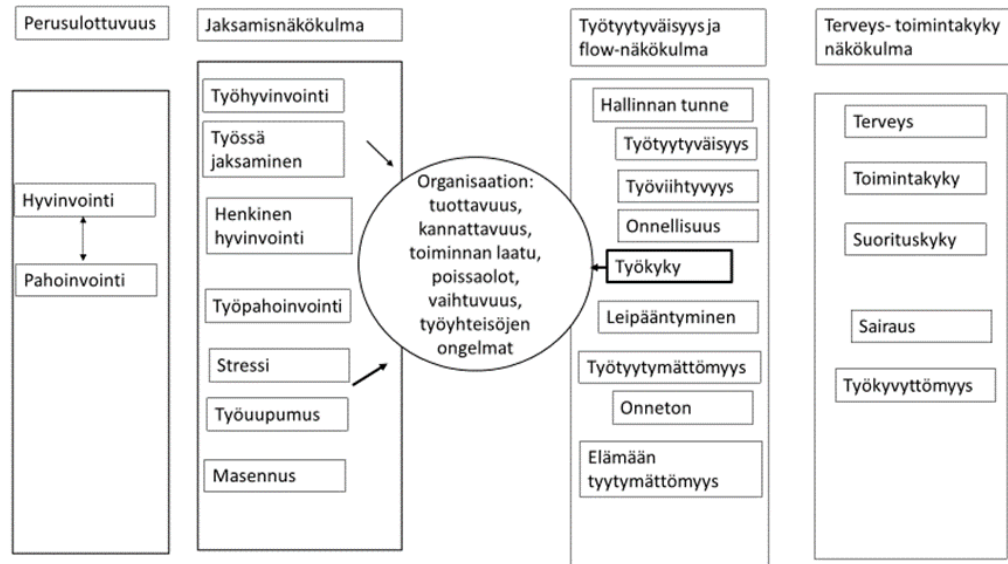 Perusulottuvuus
Hyvinvointi
Pahoinvointi
Jaksamisnäkökulma
Työhyvinvointi
Työssä
jaksaminen
Henkinen
hyvinvointi
Työpahoinvointi
Stressi
Työuupumus
Masennus
Organisaation:
tuottavuus,
kannattavuus,
toiminnan laatu,
poissaolot,
vaihtuvuus,
työyhteisöjen
ongelmat
Työtyytyväisyys ja
flow-näkökulma
Hallinnan tunne
Työtyytyväisyys
Työviihtyvyys
Onnellisuus
Työkyky
Leipääntyminen
Työtyytymättömyys
Onneton
Elämään
tyytymättömyys
Terveys- toimintakyky
näkökulma
Terveys
Toimintakyky
Suorituskyky
Sairaus
Työkyvyttömyys